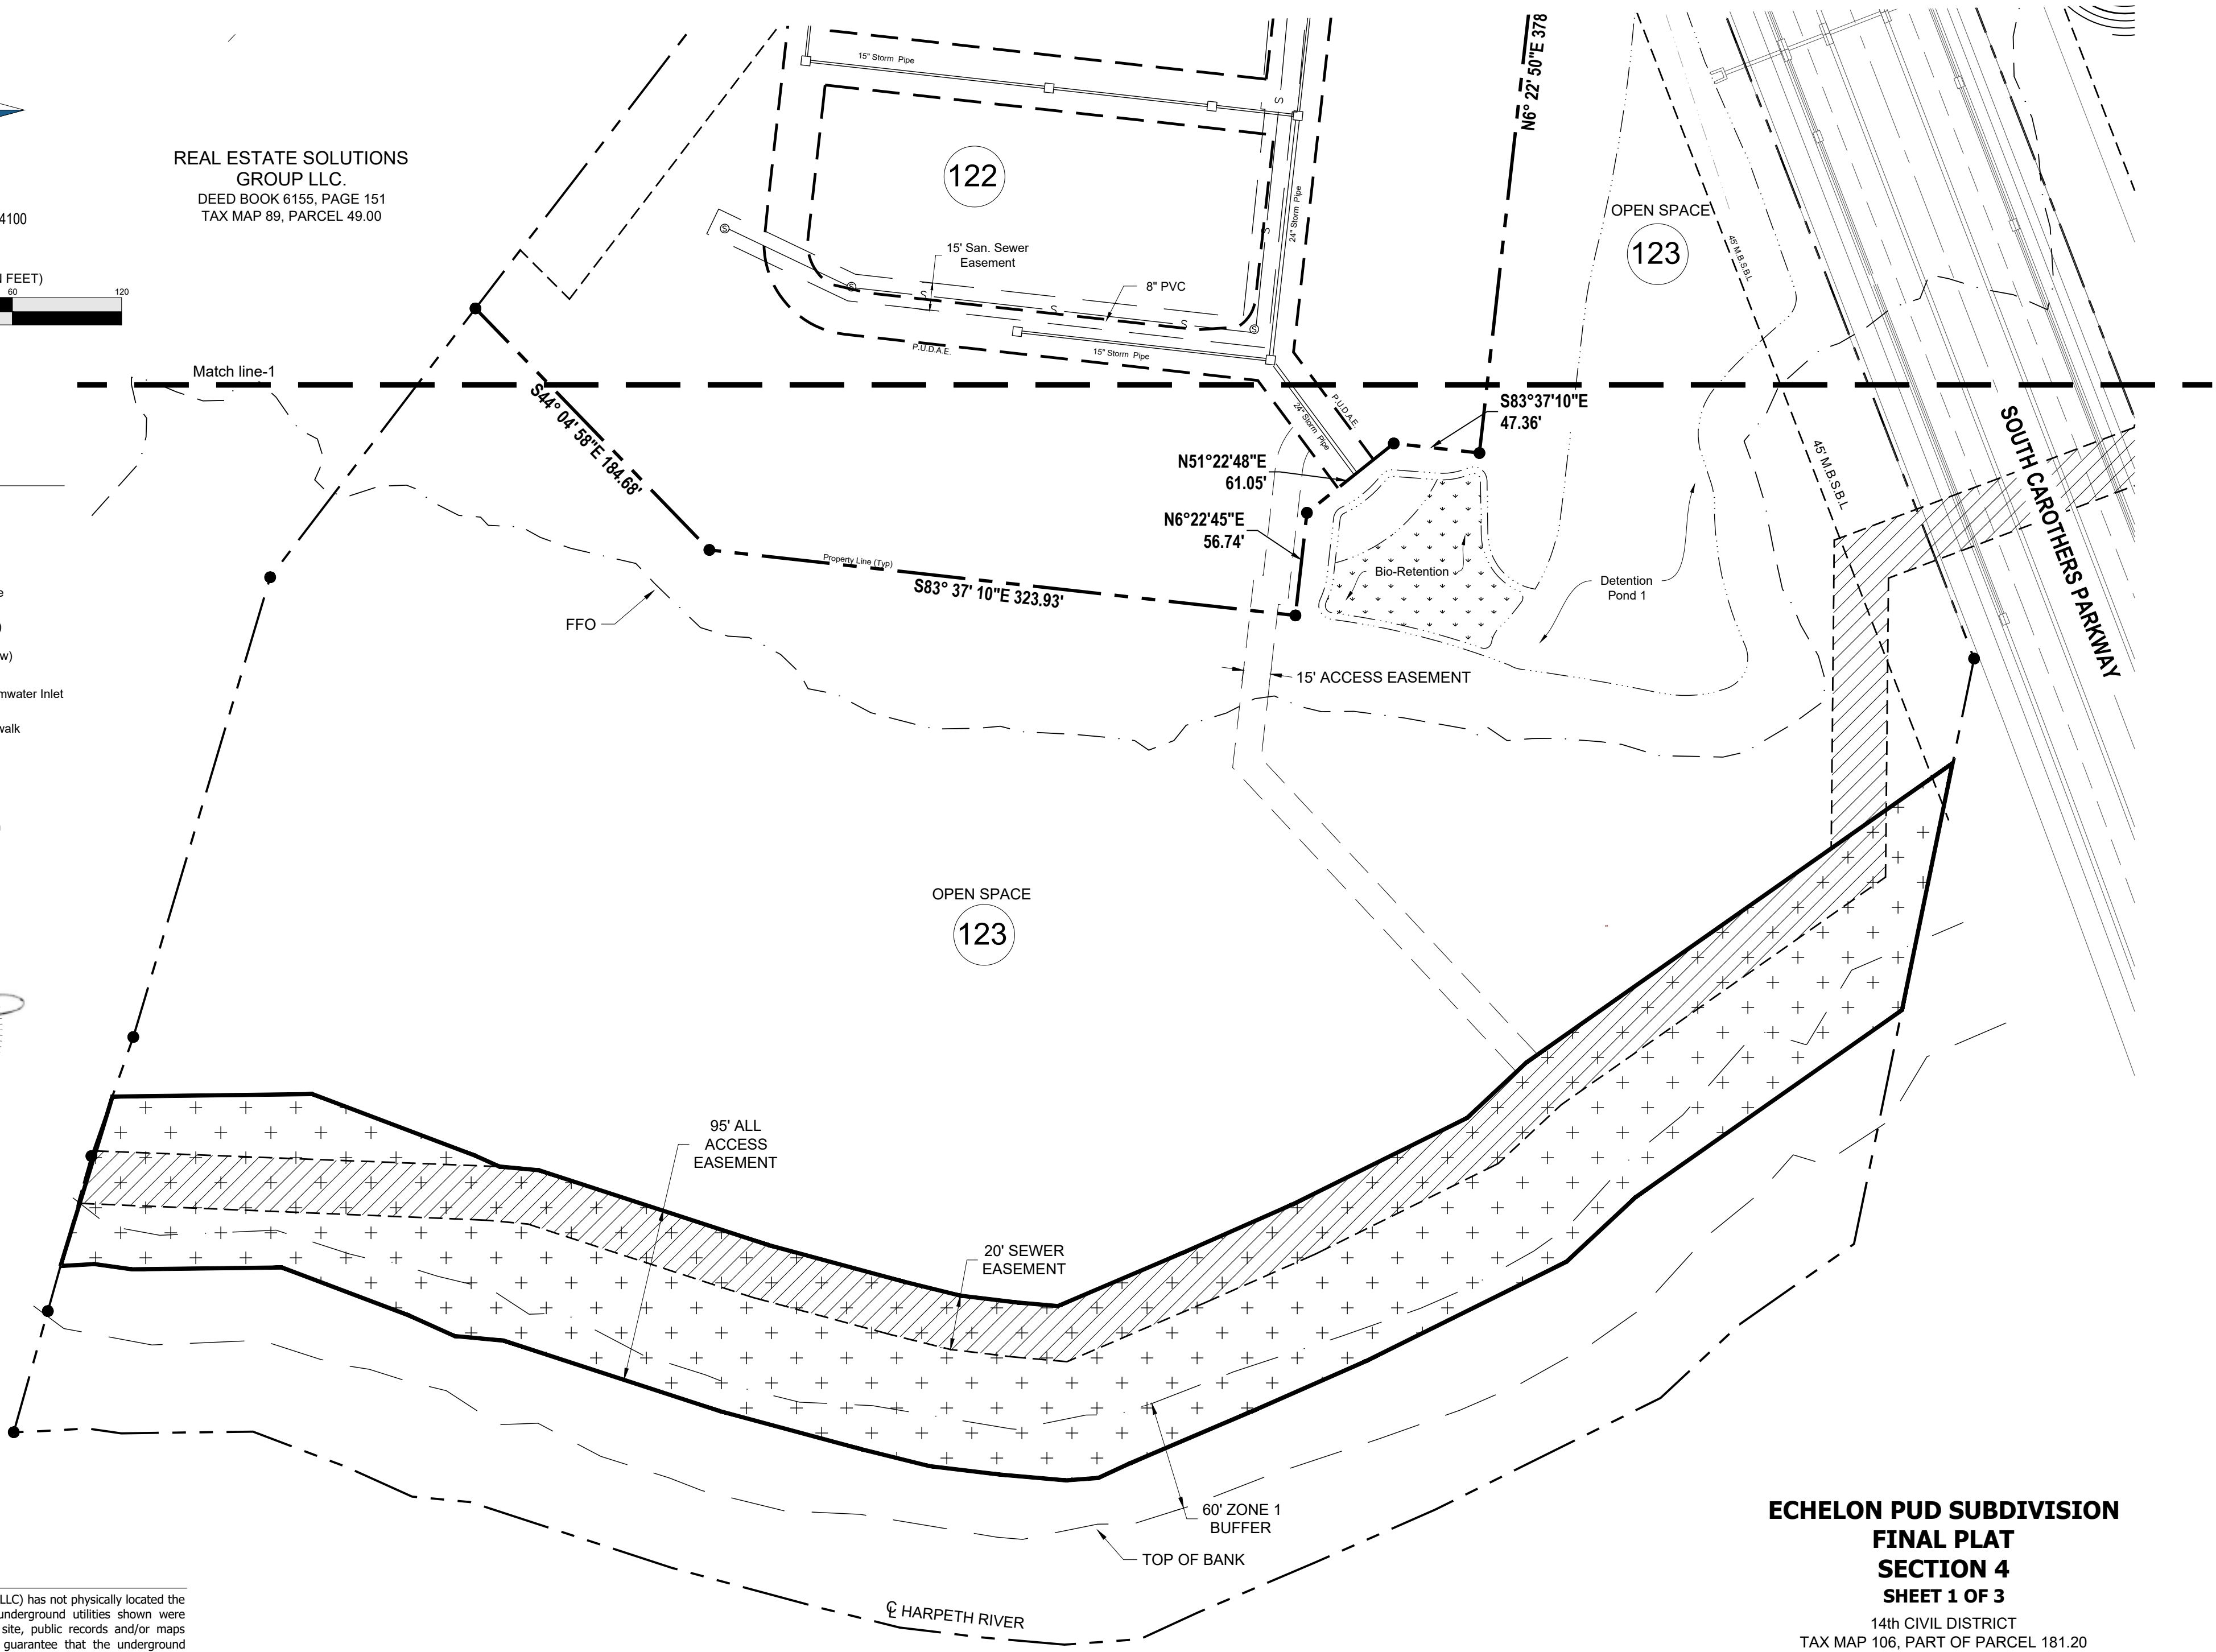 15" Storm Pipe
N6° 22' 50"E 378
REAL ESTATE SOLUTIONS
GROUP LLC.
DEED BOOK 6155, PAGE 151
TAX MAP 89, PARCEL 49.00
122
S
24" Storm Pipe
OPEN SPACE
123
4100
S
45' M.B.S.B.L
15' San. Sewer
Easement
FEET)
60
120
8" PVC
S
S
S
S
S
S
S
P.U.D.A.E.
15" Storm Pipe
Match line-1
S44° 04' 58"E 184.68'
24" Storm Pipe
P.U.D.A.E.
S83°37'10"E
47.36'
45' M.B.S.B.L
SOUTH CAROTHERS PARKWAY
N51°22'48"E
61.05'
N6°22'45"E
56.74'
Property Line (Typ)
S83° 37' 10"E 323.93'
Bio-Retention
Detention
Pond 1
e
)
FFO
w)
15' ACCESS EASEMENT
mwater Inlet
walk
OPEN SPACE
123
95' ALL
ACCESS
EASEMENT
20' SEWER
EASEMENT
60' ZONE 1
BUFFER
TOP OF BANK
℄ HARPETH RIVER
LLC) has not physically located the
underground utilities shown were
site, public records and/or maps
guarantee that the underground
ECHELON PUD SUBDIVISION
FINAL PLAT
SECTION 4
SHEET 1 OF 3
14th CIVIL DISTRICT
TAX MAP 106, PART OF PARCEL 181.20